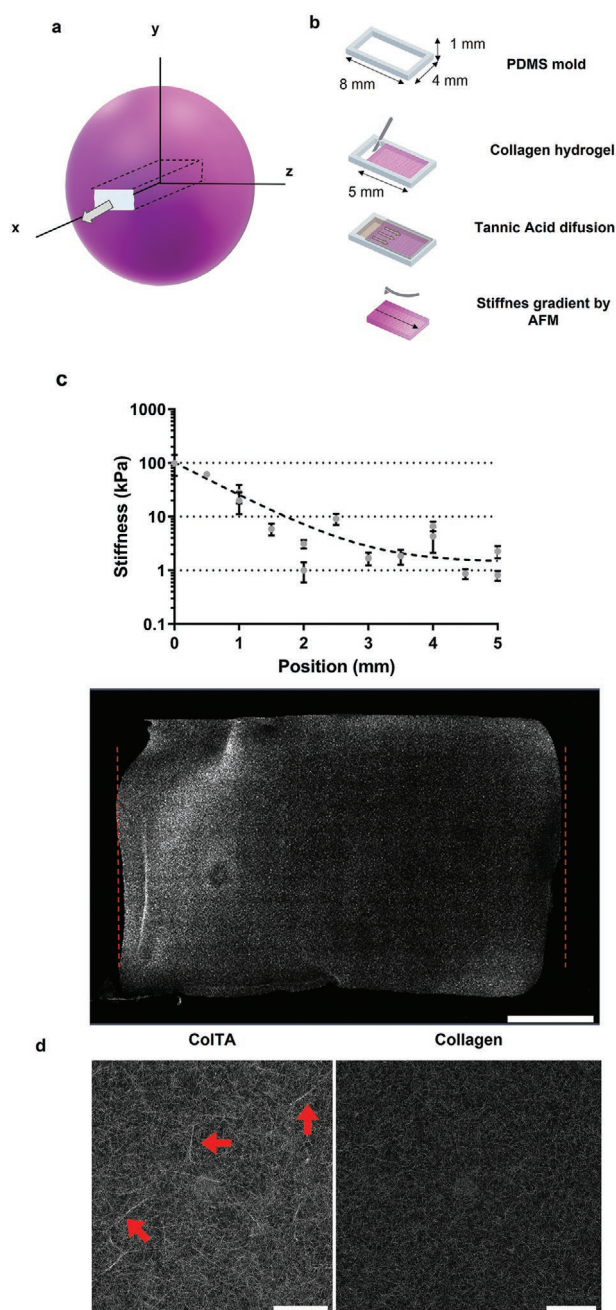 a
y
z
x
b
1 mm
8 mm
4 mm
PDMS mold
Collagen hydrogel
5 mm
Tannic Acid difusion
Stiffnes gradient by
AFM
c
Stiffness (kPa)
1000
100
10
1
0.1
0 1 2 3 4 5
Position (mm)
d
ColTA Collagen